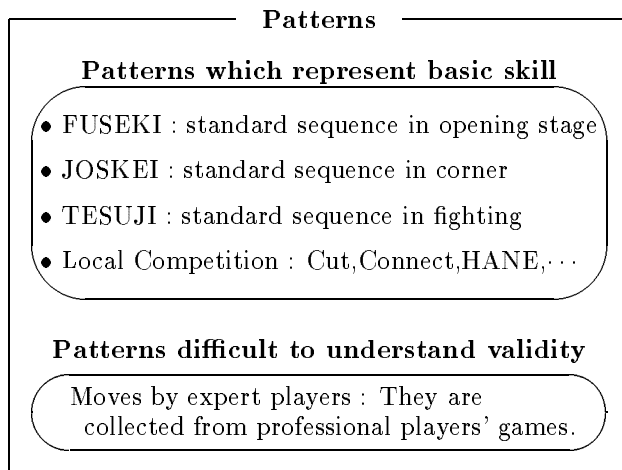 Patterns
Patterns which represent basic skill
• FUSEKI : standard sequence in opening stage
• JOSKEI : standard sequence in corner
• TESUJI : standard sequence in fighting
• Local Competition : Cut,Connect,HANE,···
Patterns difficult to understand validity
Moves by expert players : They are
collected from professional players' games.